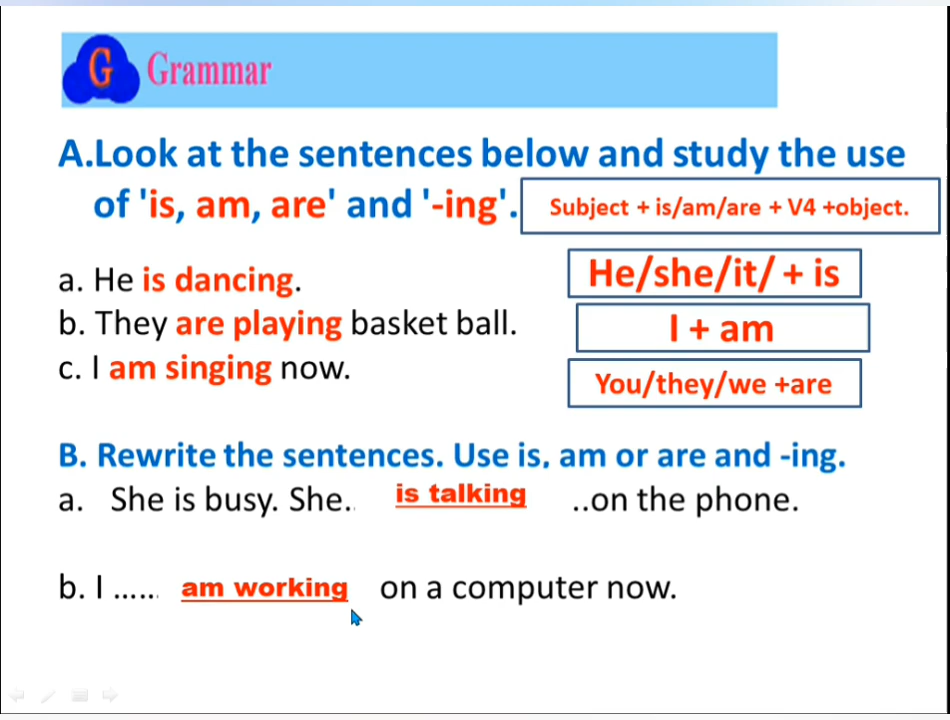 G Grammar
A.Look at the sentences below and study the use
of 'is, am, are' and '-ing'.
Subject + is/am/are + V4 +object.
a. He is dancing.
He/she/it/ + is
b. They are playing basket ball.
I + am
c. I am singing now.
You/they/we +are
B. Rewrite the sentences. Use is, am or are and -ing.
a. She is busy. She.. is talking ..on the phone.
b. I ...... am working on a computer now.